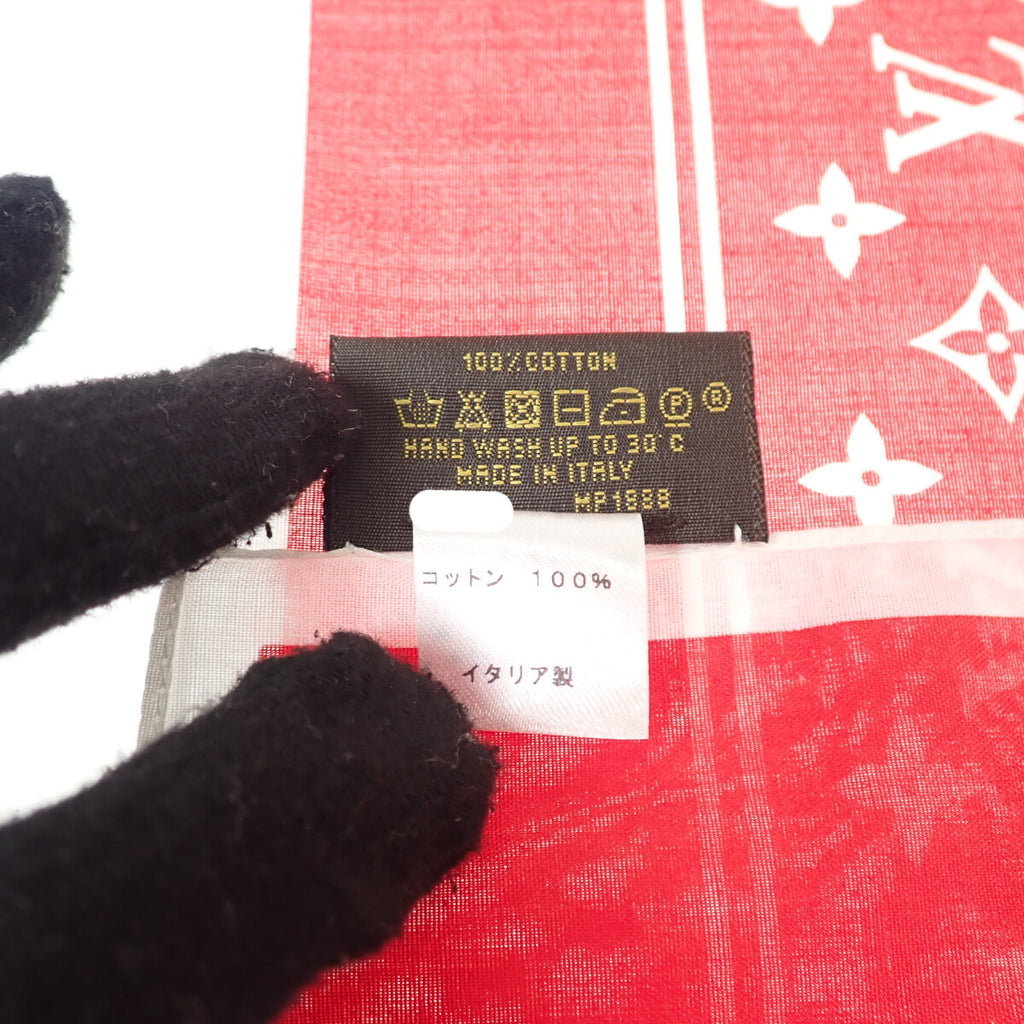 LV
100% COTTON
P ®
HAND WASH UP TO 30°C
MADE IN ITALY
MP1888
コットン 100%
イタリア製